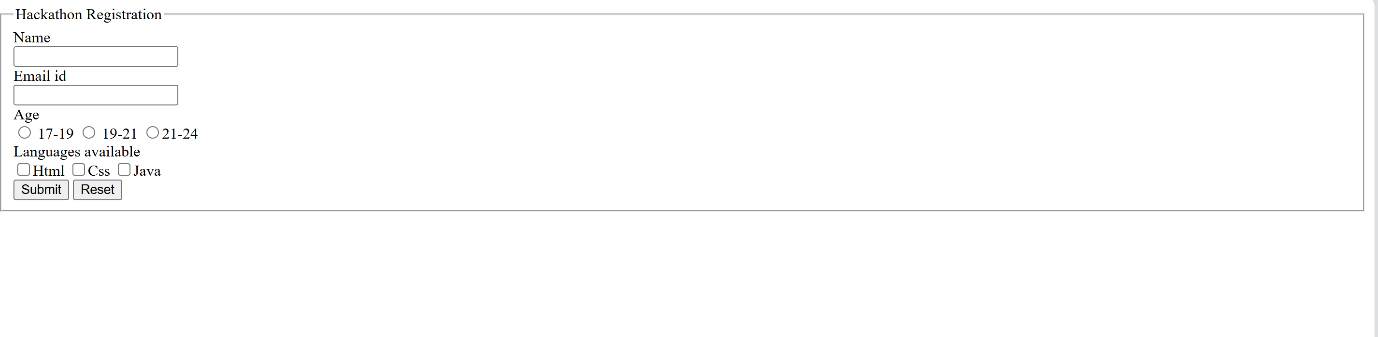 Hackathon Registration
Name
Email id
Age
17-19 19-21 21-24
Languages available
Html Css Java
Submit Reset